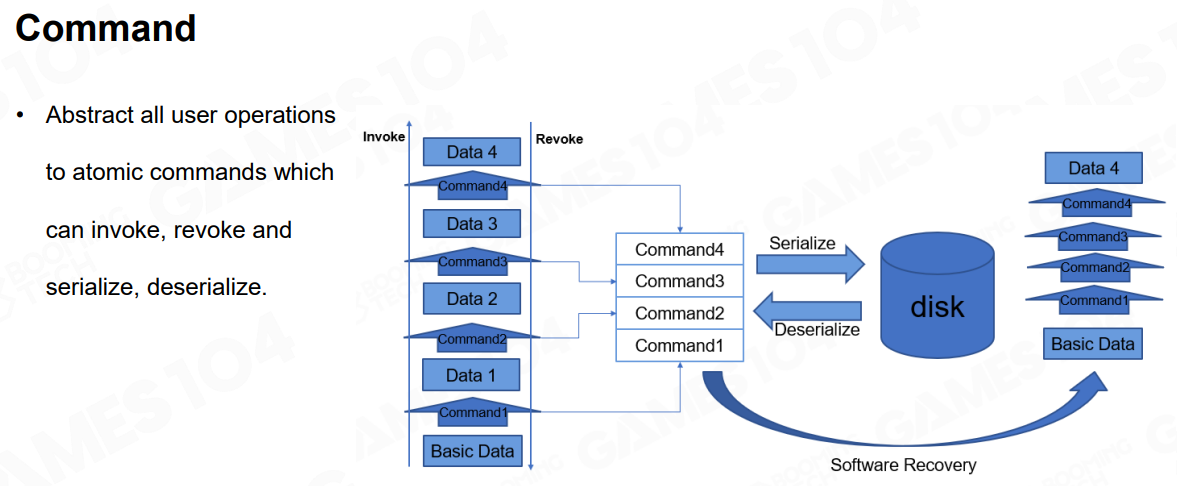 Command
• Abstract all user operations
to atomic commands which
can invoke, revoke and
serialize, deserialize.
Invoke
Revoke
Data 4
Command4
Data 3
Command3
Data 2
Command2
Data 1
Command1
Basic Data
Command4
Command3
Command2
Command1
Serialize
Deserialize
disk
Data 4
Command4
Command3
Command2
Command1
Basic Data
Software Recovery
GAMES104
BOOMING TECH